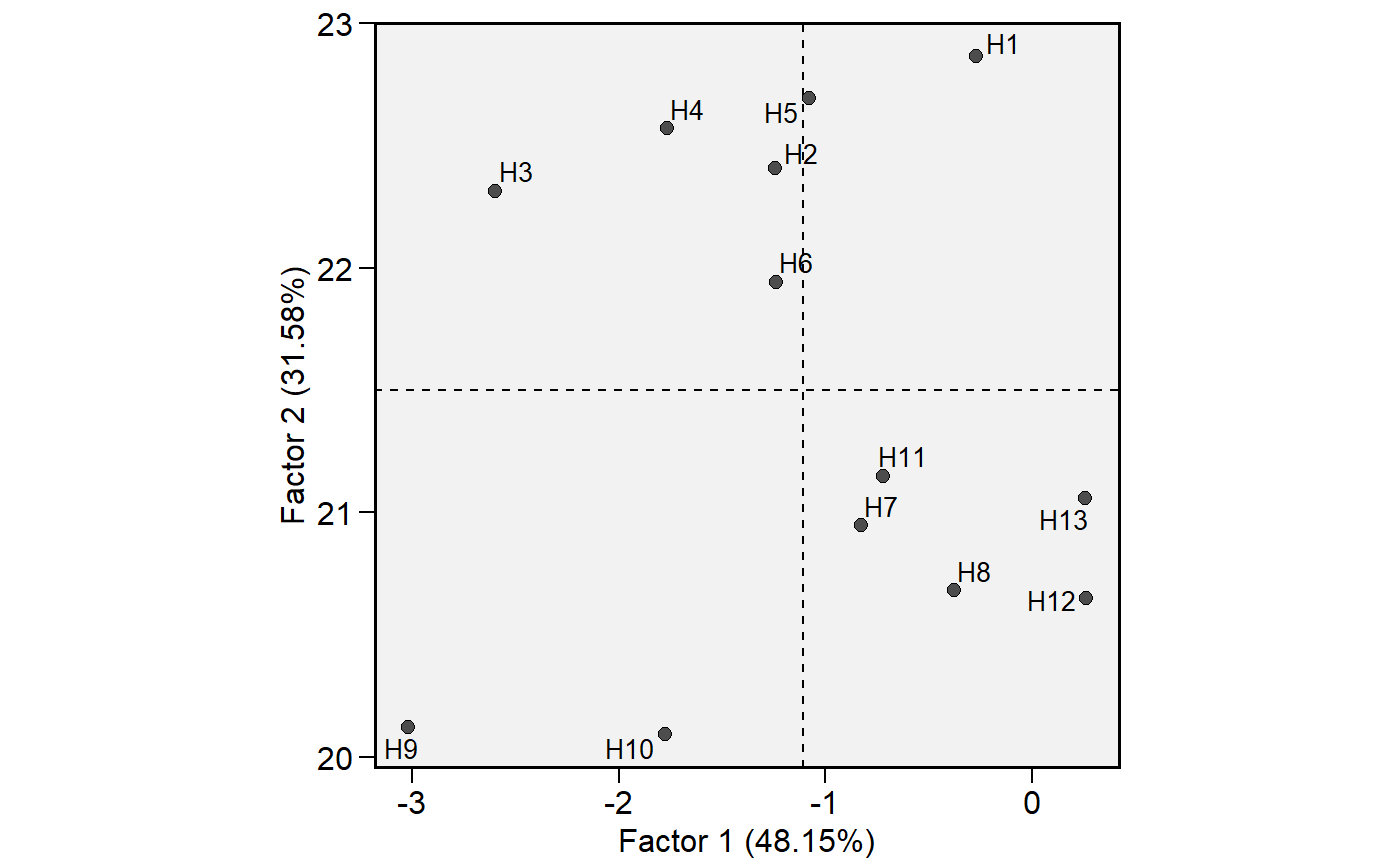 23
H1
H4
H5
H2
H3
22
H6
Factor 2 (31.58%)
H11
21
H7
H13
H8
H12
20
H9
H10
-3
-2
-1
0
Factor 1 (48.15%)